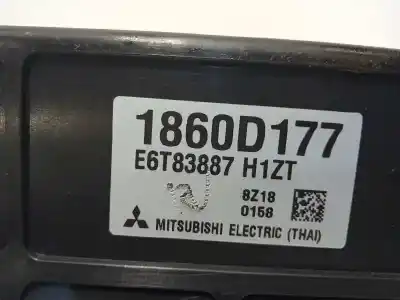 1860D177
E6T83887 H1ZT
8Z18
0158
MITSUBISHI ELECTRIC (THAI)